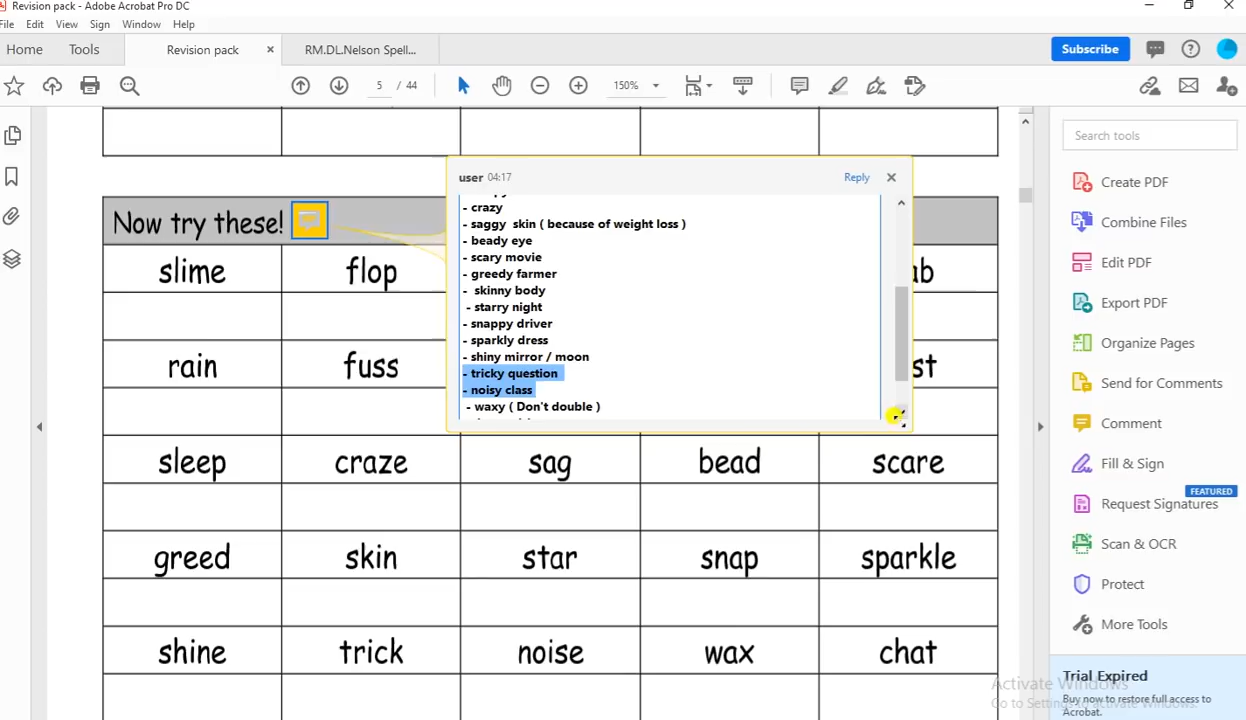 Revision pack - Adobe Acrobat Pro DC
File Edit View Sign Window Help
Home Tools Revision pack × RM.DL.Nelson Spell... Subscribe
5 / 44 150%
Search tools
user 04:17 Reply
Now try these!
- crazy
- saggy skin ( because of weight loss )
- beady eye
- scary movie
- greedy farmer
- skinny body
- starry night
- snappy driver
- sparkly dress
- shiny mirror / moon
- tricky question
- noisy class
- waxy ( Don't double )
slime flop
rain fuss
sleep craze sag bead scare
greed skin star snap sparkle
shine trick noise wax chat
Create PDF
Combine Files
Edit PDF
Export PDF
Organize Pages
Send for Comments
Comment
Fill & Sign
FEATURED
Request Signatures
Scan & OCR
Protect
More Tools
Trial Expired
Buy now to restore full access to
Acrobat.
Activate Windows
Go to Settings to activate Windows.